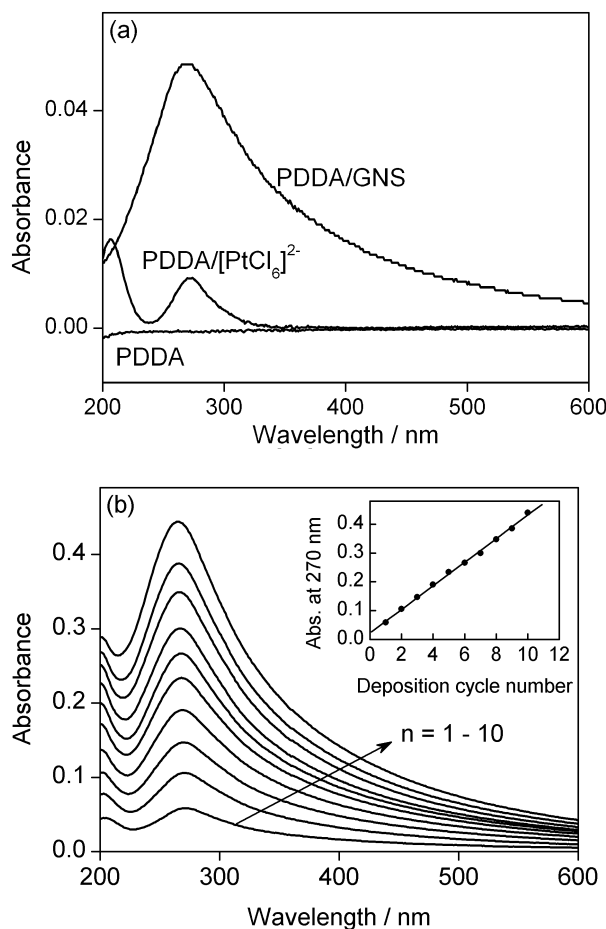 (a)
0.04
0.02
0.00
Absorbance
PDDA/GNS
PDDA/[PtCl6]2-
PDDA
200
300
400
500
600
Wavelength / nm
(b)
0.4
0.3
0.2
0.1
0.0
Absorbance
0.4
0.3
0.2
0.1
0.0
Abs. at 270 nm
0 2 4 6 8 10 12
Deposition cycle number
n = 1 - 10
200
300
400
500
600
Wavelength / nm